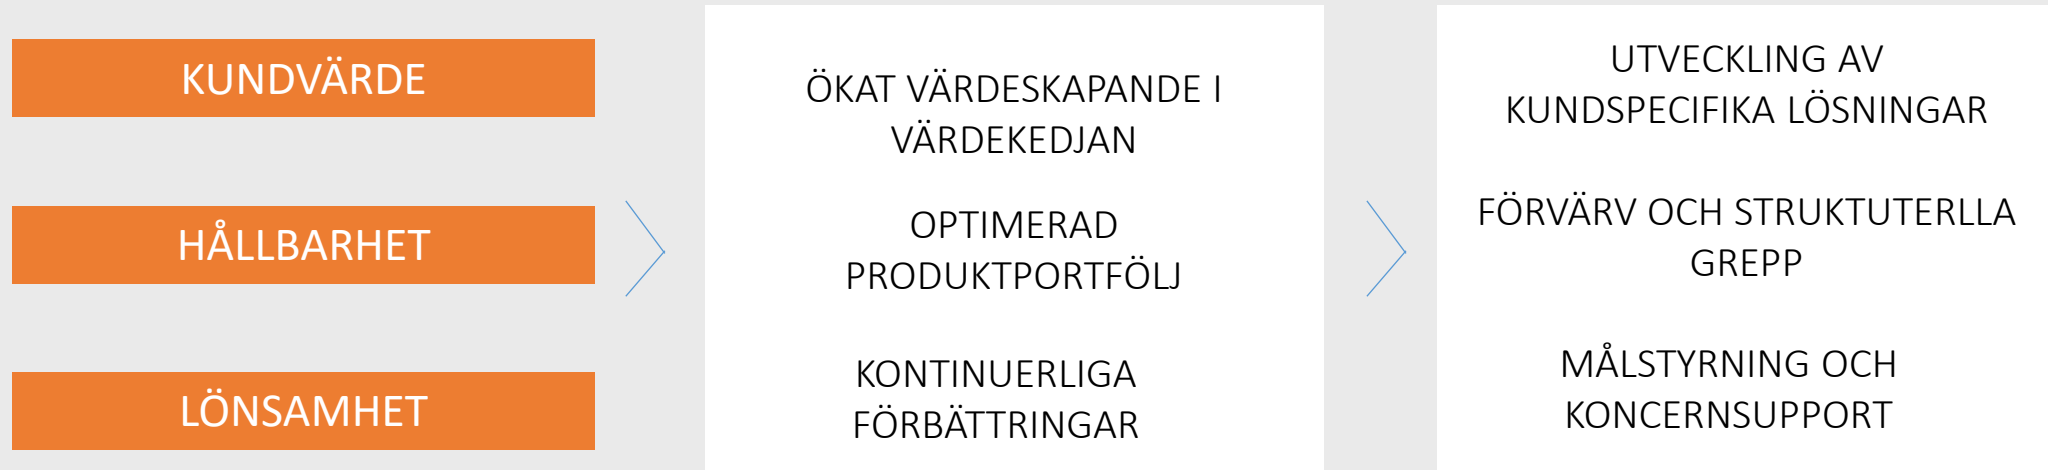 KUNDVÄRDE
HÅLLBARHET
LÖNSAMHET
ÖKAT VÄRDESKAPANDE I
VÄRDEKEDJAN
OPTIMERAD
PRODUKTPORTFÖLJ
KONTINUERLIGA
FÖRBÄTTRINGAR
UTVECKLING AV
KUNDSPECIFIKA LÖSNINGAR
FÖRVÄRV OCH STRUKTUTERLLA
GREPP
MÅLSTYRNING OCH
KONCERNSUPPORT